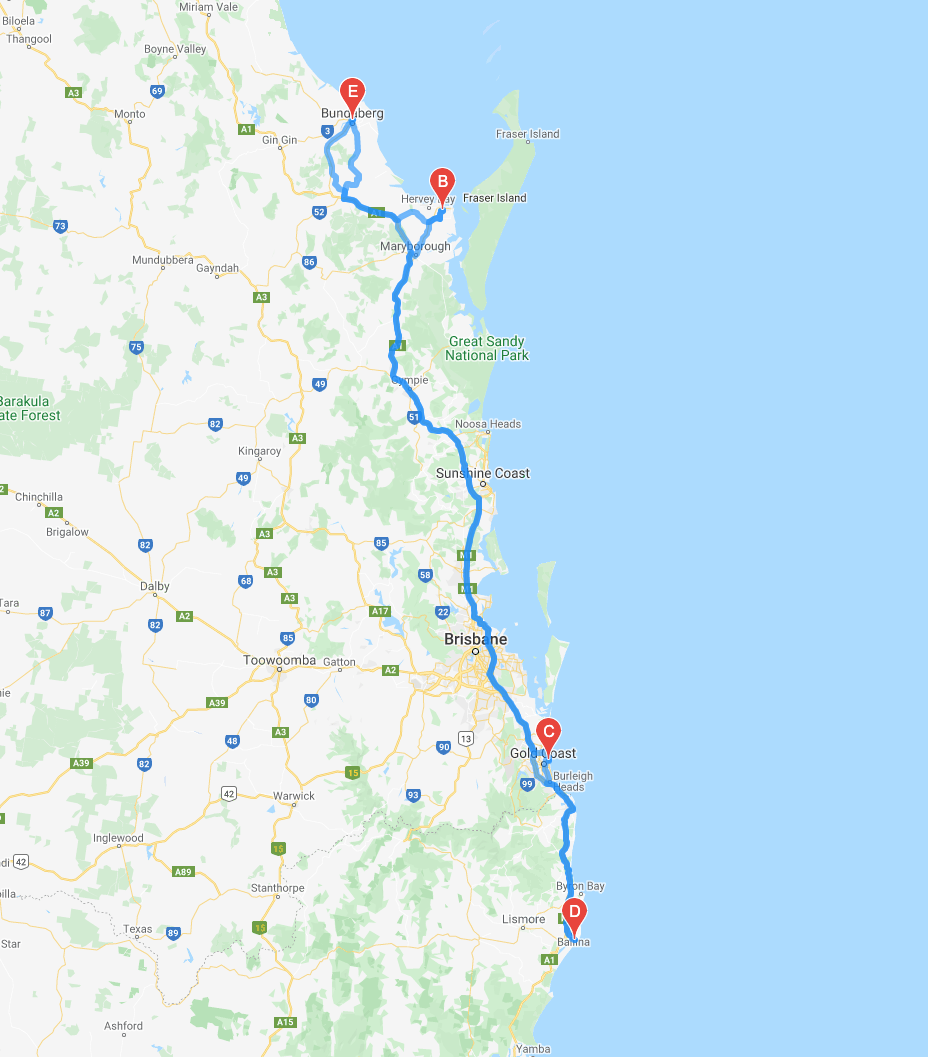 Miriam Vale
Biloela
Thangool
Boyne Valley
A3
69
E
Monto
Bundaberg
A1
3
Gin Gin
Fraser Island
B
Hervey Bay
Fraser Island
52
A1
73
Maryborough
Mundubbera
Gayndah
86
A3
75
A1
Great Sandy
National Park
Gympie
49
Barakula
ate Forest
51
82
Noosa Heads
A3
Kingaroy
Sunshine Coast
49
2
Chinchilla
A2
Brigalow
A3
82
85
M1
A3
58
68
Dalby
M1
Tara
87
A3
A17
22
A2
82
85
Brisbane
Toowoomba
Gatton
A2
nie
80
A39
C
A3
48
13
90
Gold Coast
A39
82
15
Burleigh
Heads
99
42
Warwick
93
Inglewood
15
di
42
A89
Stanthorpe
Byron Bay
illa
D
Lismore
15
Texas
89
Ballina
Star
A1
A15
Ashford
Yamba